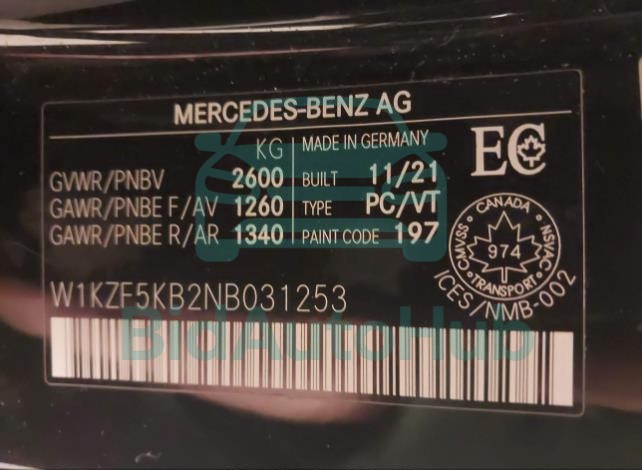 MERCEDES-BENZ AG
KG
MADE IN GERMANY
GVWR/PNBV 2600
BUILT 11/21
GAWR/PNBE F/AV 1260
TYPE PC/VT
GAWR/PNBE R/AR 1340
PAINT CODE 197
EC
CANADA
CMVSS
NSVAC
974
TRANSPORT
ICES/NMB-002
W1KZF5KB2NB031253
BidAutoHub